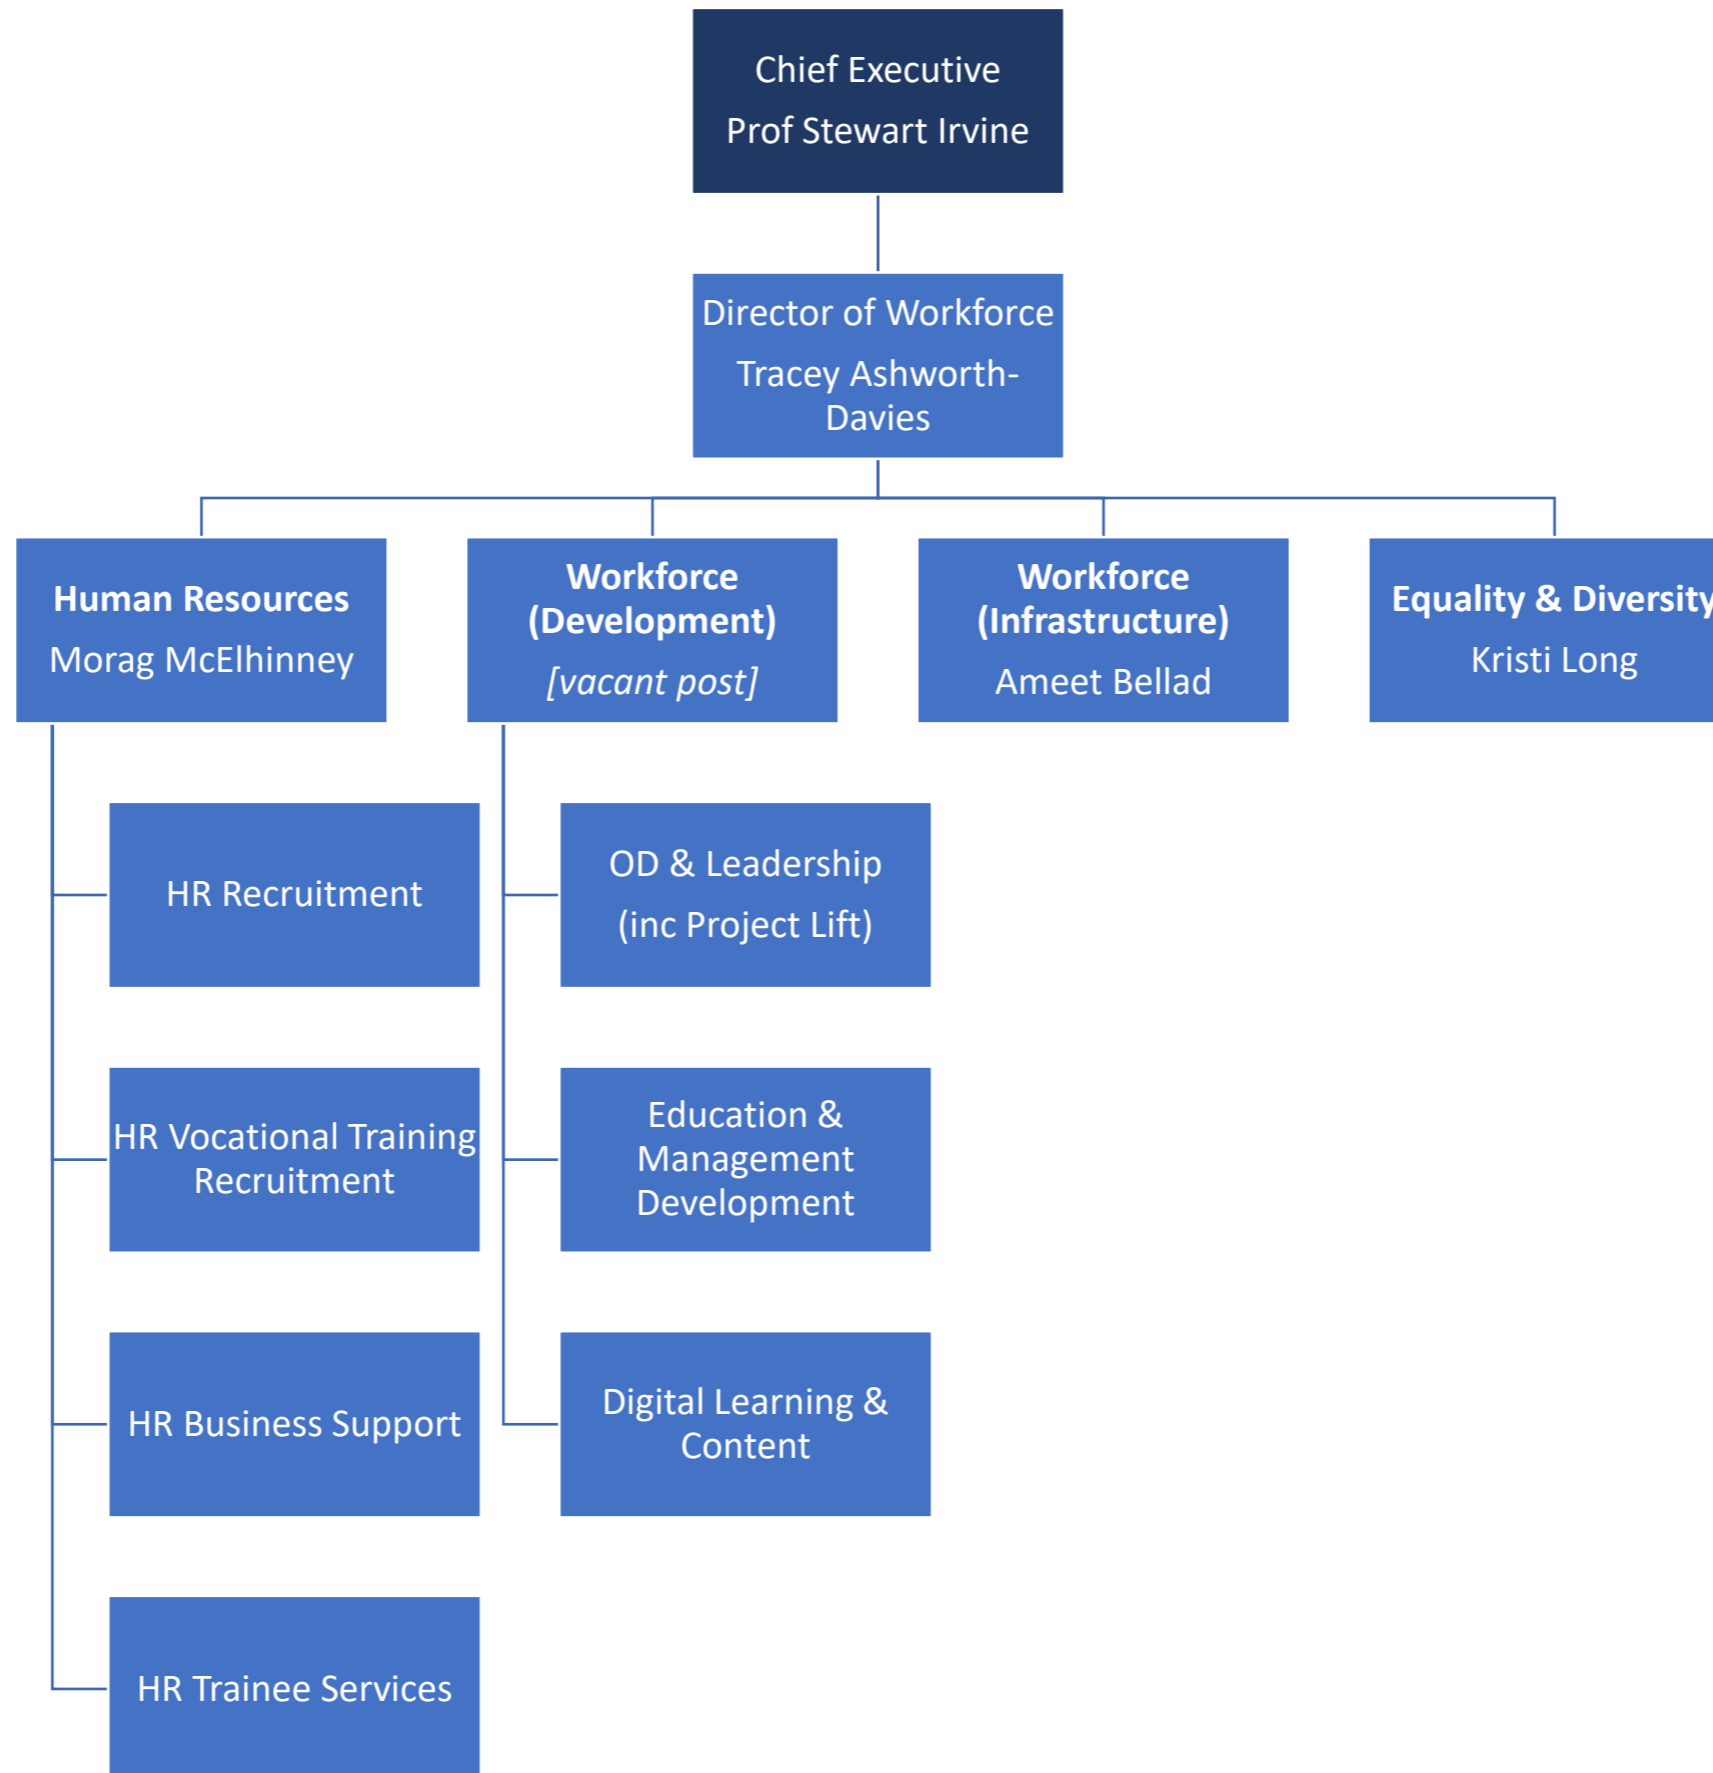 Chief Executive
Prof Stewart Irvine
Director of Workforce
Tracey Ashworth-
Davies
Human Resources
Morag McElhinney
Workforce
(Development)
[vacant post]
Workforce
(Infrastructure)
Ameet Bellad
Equality & Diversity
Kristi Long
HR Recruitment
OD & Leadership
(inc Project Lift)
HR Vocational Training
Recruitment
Education &
Management
Development
HR Business Support
Digital Learning &
Content
HR Trainee Services